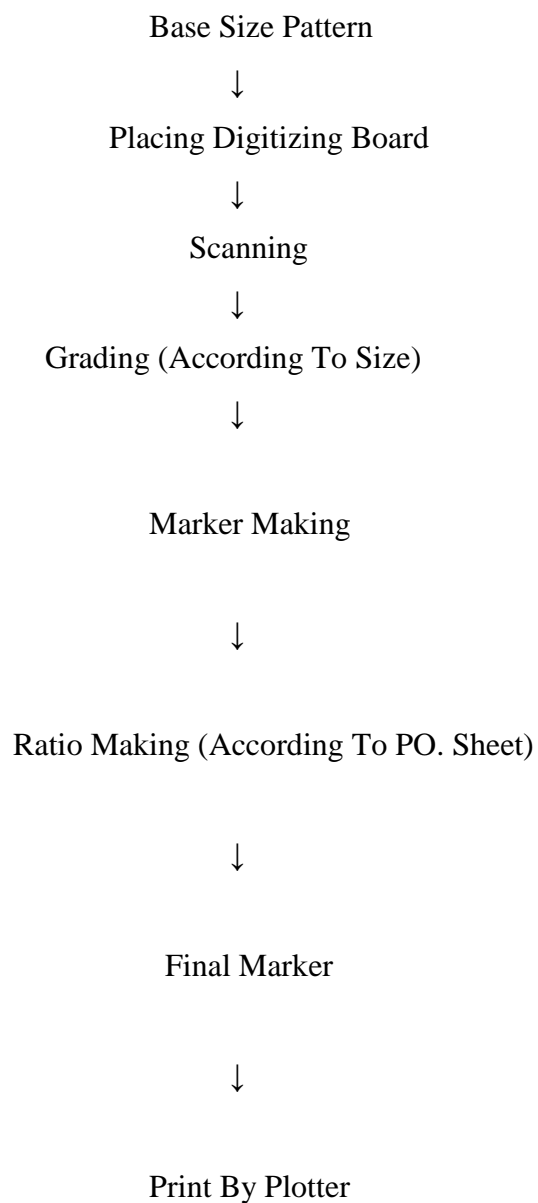 Base Size Pattern
↓
Placing Digitizing Board
↓
Scanning
↓
Grading (According To Size)
↓
Marker Making
↓
Ratio Making (According To PO. Sheet)
↓
Final Marker
↓
Print By Plotter